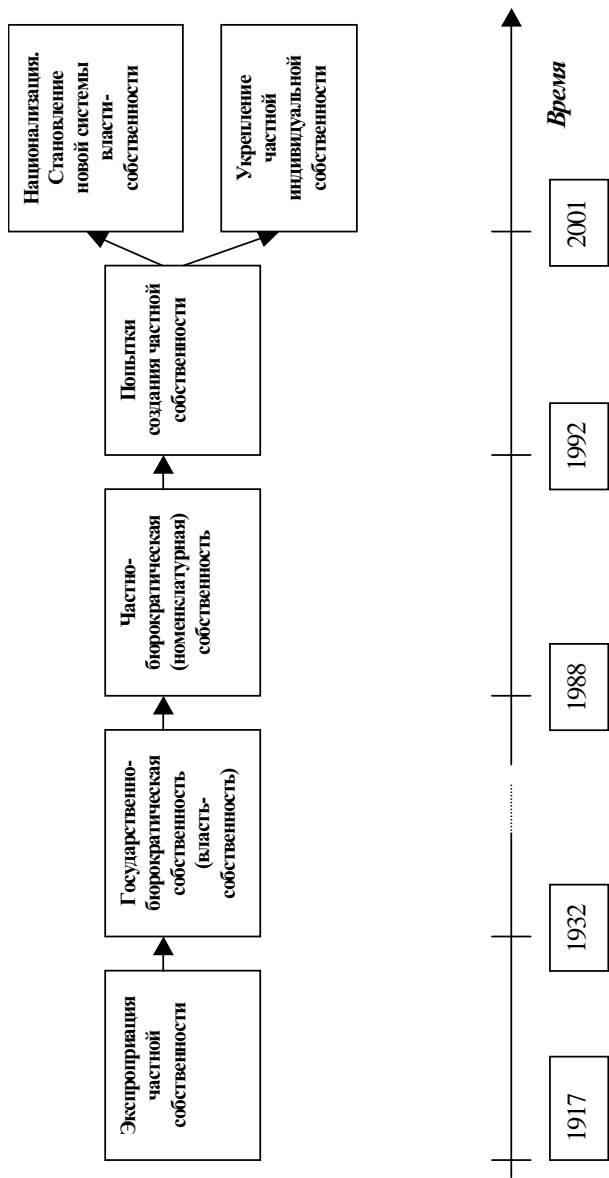 Экспроприация
частной
собственности
Государственно-
бюрократическая
собственность
(власть-
собственность)
Частно-
бюрократическая
(номенклатурная)
собственность
Попытки
создания частной
собственности
Национализация.
Становление
новой системы
власти-
собственности
Укрепление
частной
индивидуальной
собственности
1917
1932
1988
1992
2001
Время